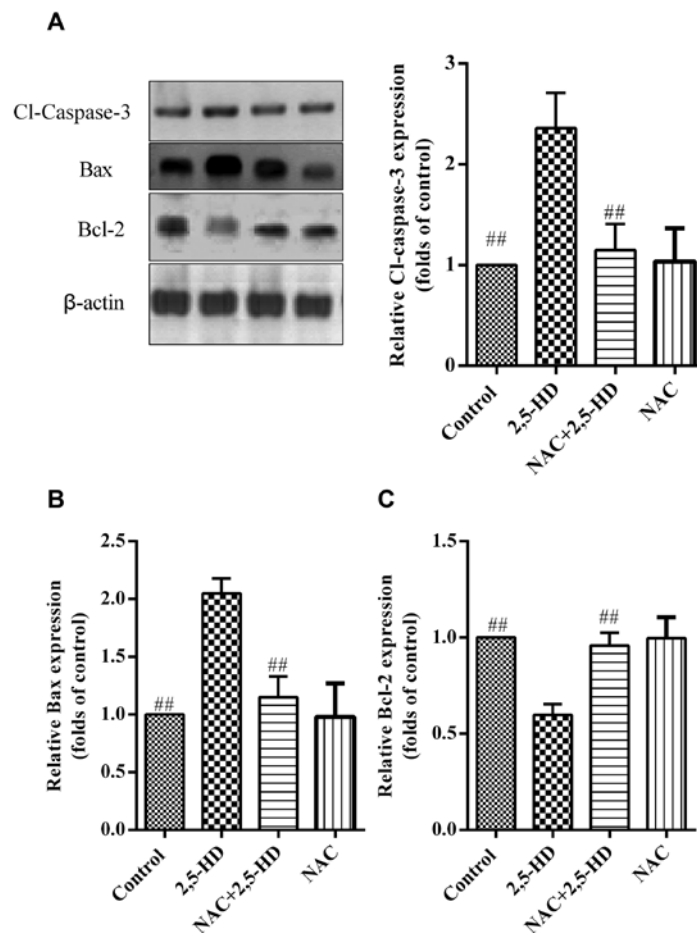 A
Cl-Caspase-3
Bax
Bcl-2
β-actin
Relative Cl-caspase-3 expression
(folds of control)
3
2
1
0
##
##
Control
2,5-HD
NAC+2,5-HD
NAC
B
Relative Bax expression
(folds of control)
2.5
2.0
1.5
1.0
0.5
0.0
##
##
Control
2,5-HD
NAC+2,5-HD
NAC
C
Relative Bcl-2 expression
(folds of control)
1.5
1.0
0.5
0.0
##
##
Control
2,5-HD
NAC+2,5-HD
NAC